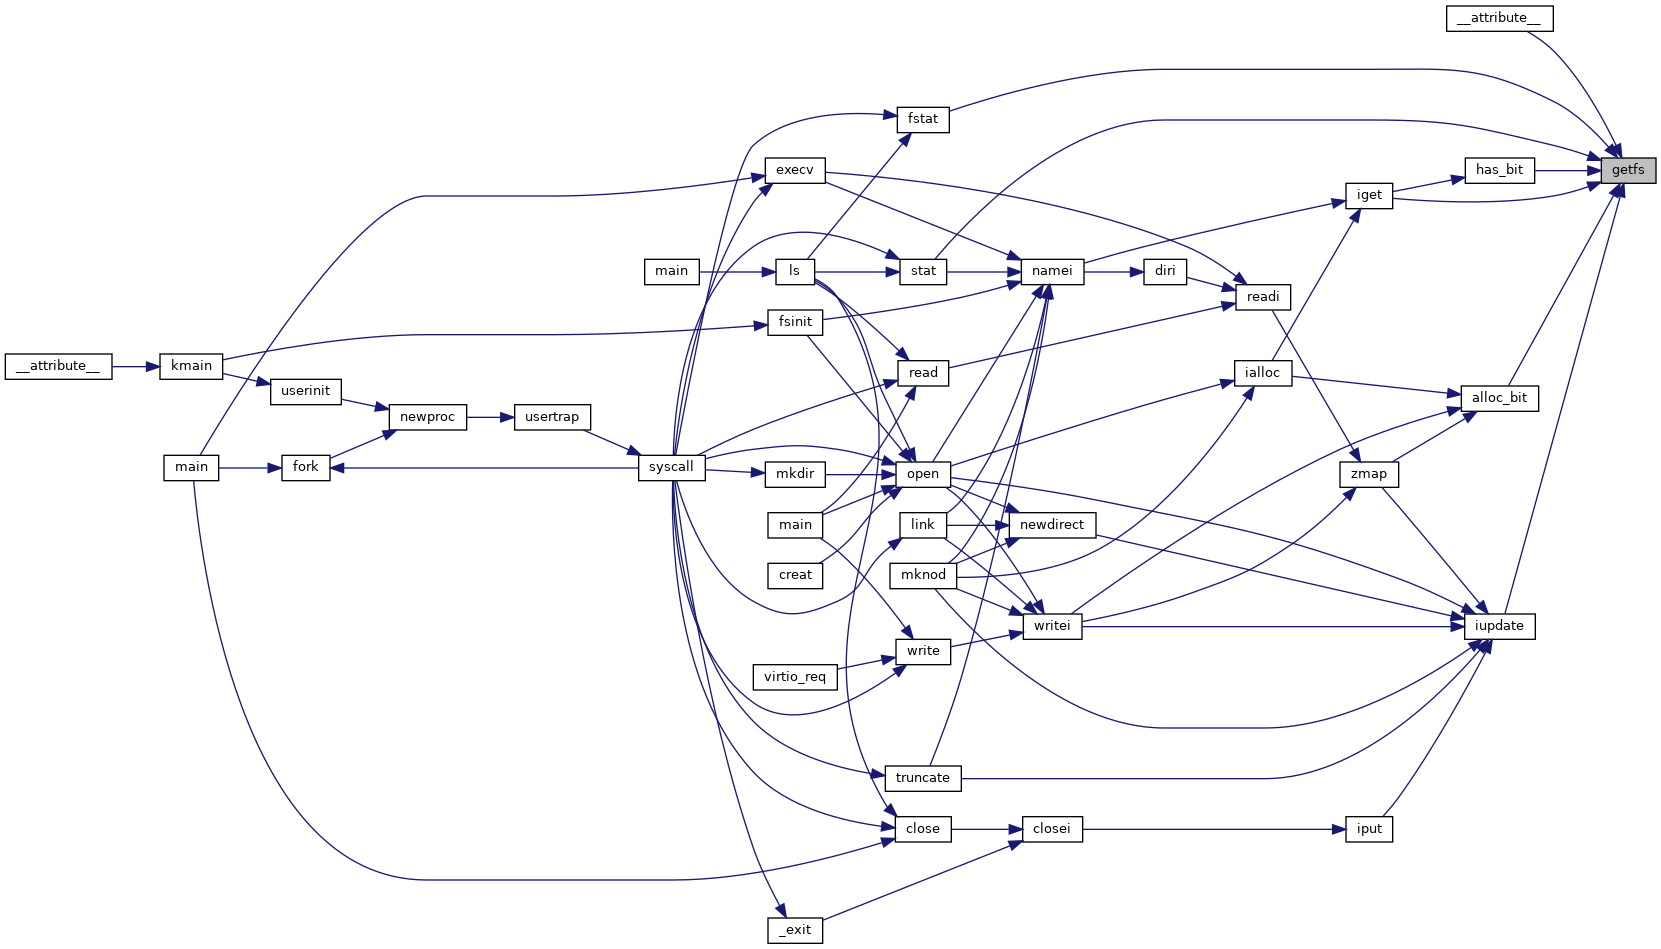 __attribute__
fstat
execv
has_bit
getfs
iget
main
ls
stat
namei
diri
readi
fsinit
__attribute__
kmain
read
ialloc
userinit
alloc_bit
newproc
usertrap
main
fork
syscall
mkdir
open
zmap
main
link
newdirect
creat
mknod
writei
iupdate
write
virtio_req
truncate
close
closei
iput
_exit